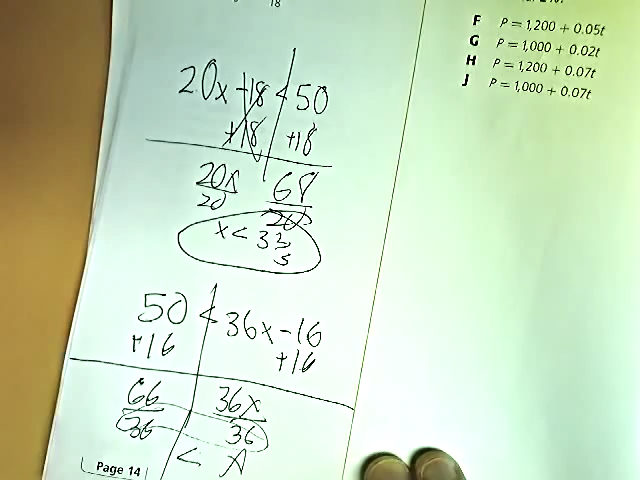 18
20x - 18 < 50
+18 +18
20x 68
20 20
x < 3 2/5
50 < 36x - 16
+16 +16
66 36x
36 36
< x
Page 14
F P = 1,200 + 0.05t
G P = 1,000 + 0.02t
H P = 1,200 + 0.07t
J P = 1,000 + 0.07t